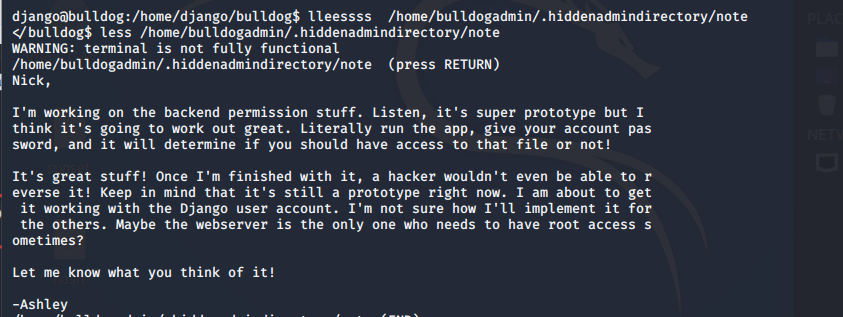 django@bulldog:/home/django/bulldog$ lleessss  /home/bulldogadmin/.hiddenadmindirectory/note
</bulldog$ less /home/bulldogadmin/.hiddenadmindirectory/note
WARNING: terminal is not fully functional
/home/bulldogadmin/.hiddenadmindirectory/note  (press RETURN)
Nick,

I'm working on the backend permission stuff. Listen, it's super prototype but I
think it's going to work out great. Literally run the app, give your account pas
sword, and it will determine if you should have access to that file or not!

It's great stuff! Once I'm finished with it, a hacker wouldn't even be able to r
everse it! Keep in mind that it's still a prototype right now. I am about to get
 it working with the Django user account. I'm not sure how I'll implement it for
 the others. Maybe the webserver is the only one who needs to have root access s
ometimes?

Let me know what you think of it!

-Ashley
PLAC
NETW